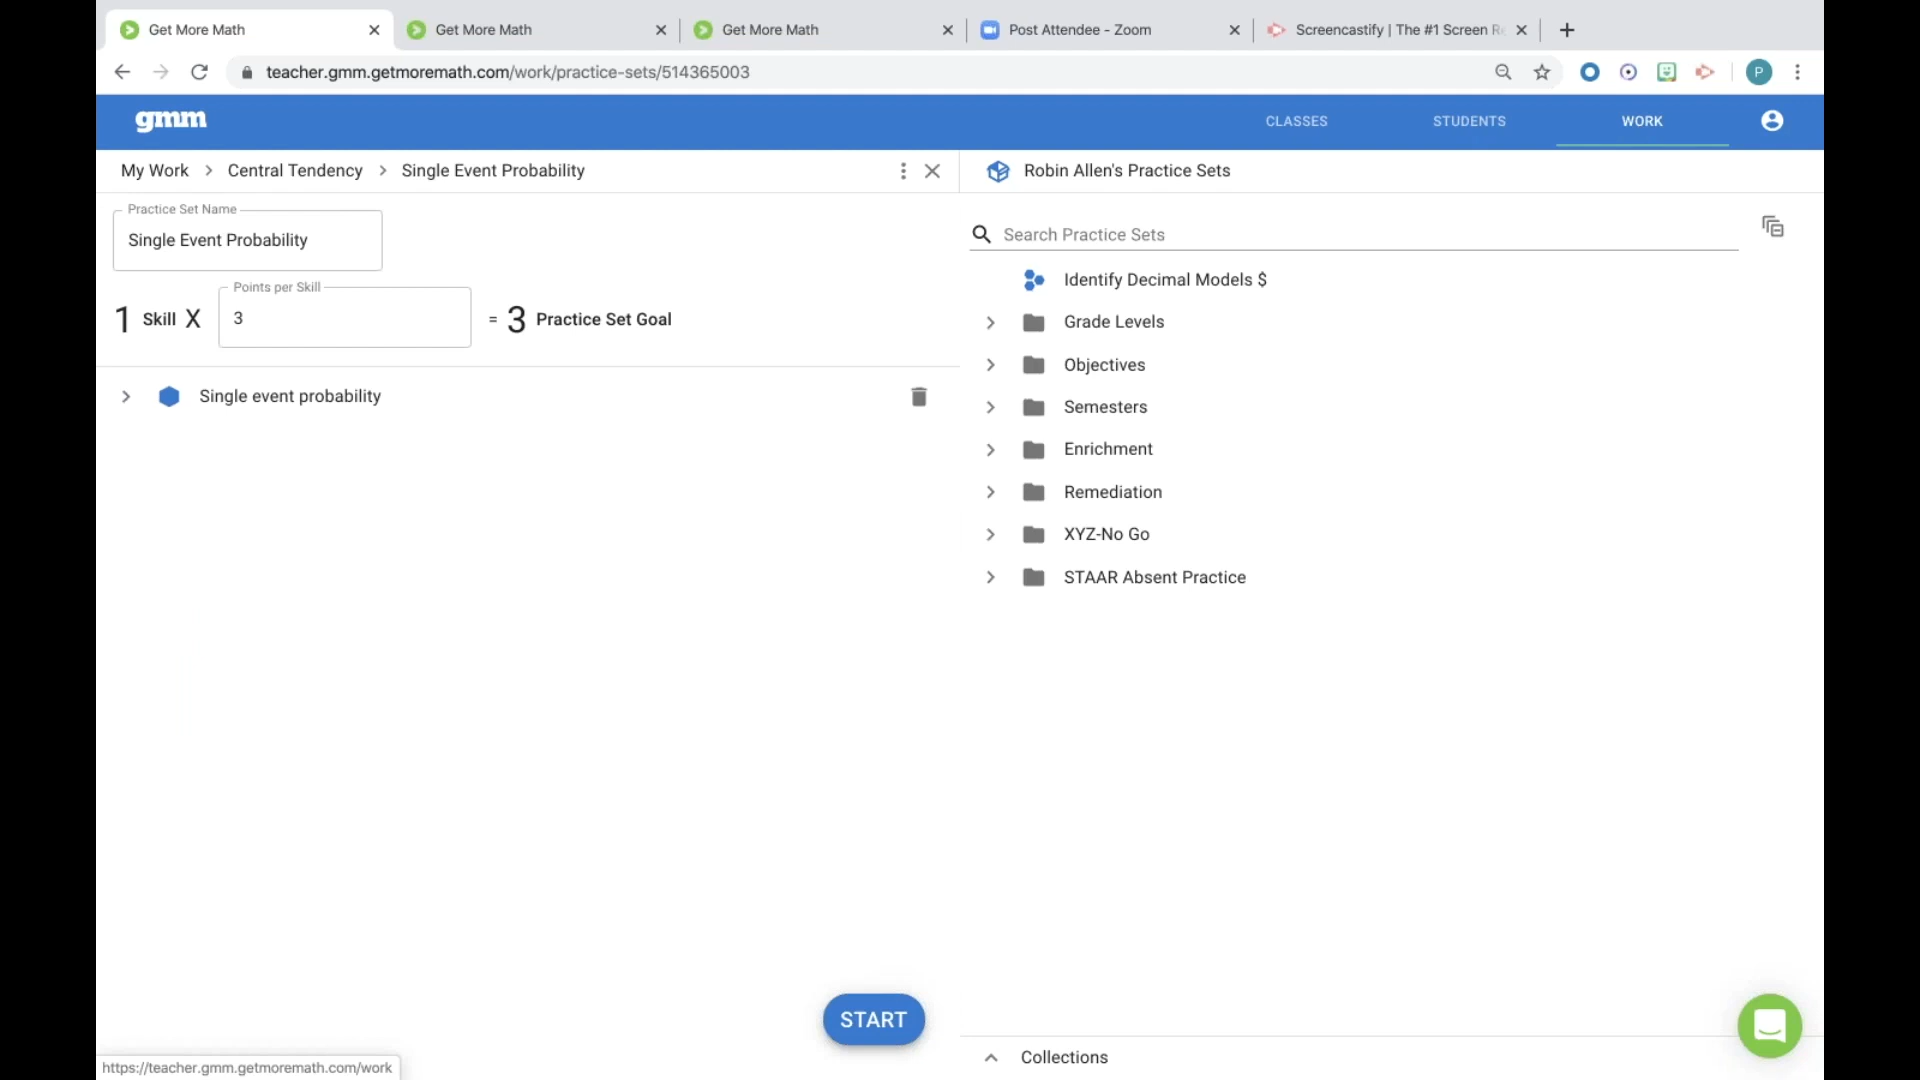 Get More Math
Get More Math
Get More Math
Post Attendee - Zoom
Screencastify | The #1 Screen R
teacher.gmm.getmoremath.com/work/practice-sets/514365003
P
gmm
CLASSES
STUDENTS
WORK
My Work > Central Tendency > Single Event Probability
Robin Allen's Practice Sets
Practice Set Name
Single Event Probability
Search Practice Sets
Points per Skill
1 Skill X 3 = 3 Practice Set Goal
Single event probability
Identify Decimal Models $
Grade Levels
Objectives
Semesters
Enrichment
Remediation
XYZ-No Go
STAAR Absent Practice
START
Collections
https://teacher.gmm.getmoremath.com/work